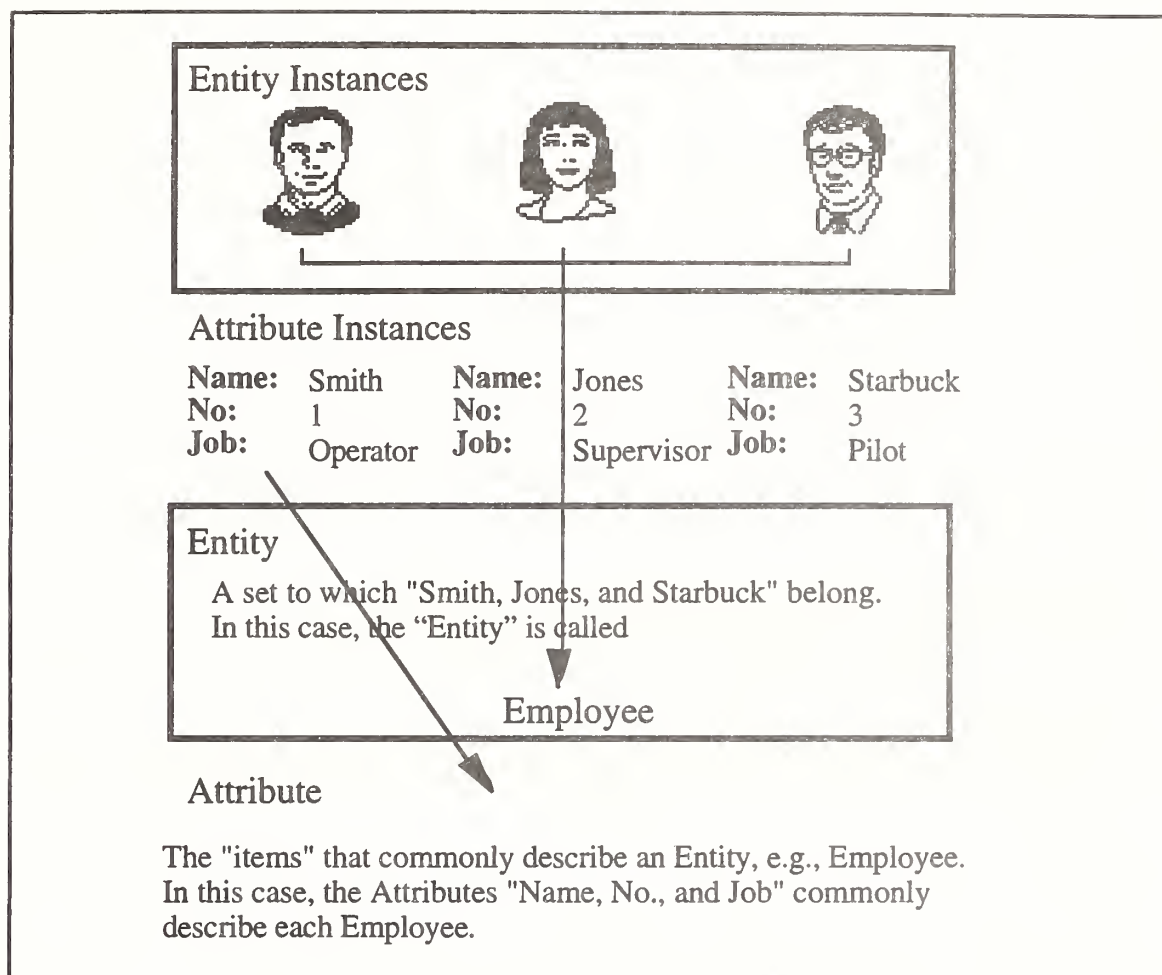 Entity Instances
Attribute Instances
Name: Smith Name: Jones Name: Starbuck
No: 1 No: 2 No: 3
Job: Operator Job: Supervisor Job: Pilot
Entity
A set to which "Smith, Jones, and Starbuck" belong.
In this case, the “Entity” is called
Employee
Attribute
The "items" that commonly describe an Entity, e.g., Employee.
In this case, the Attributes "Name, No., and Job" commonly
describe each Employee.